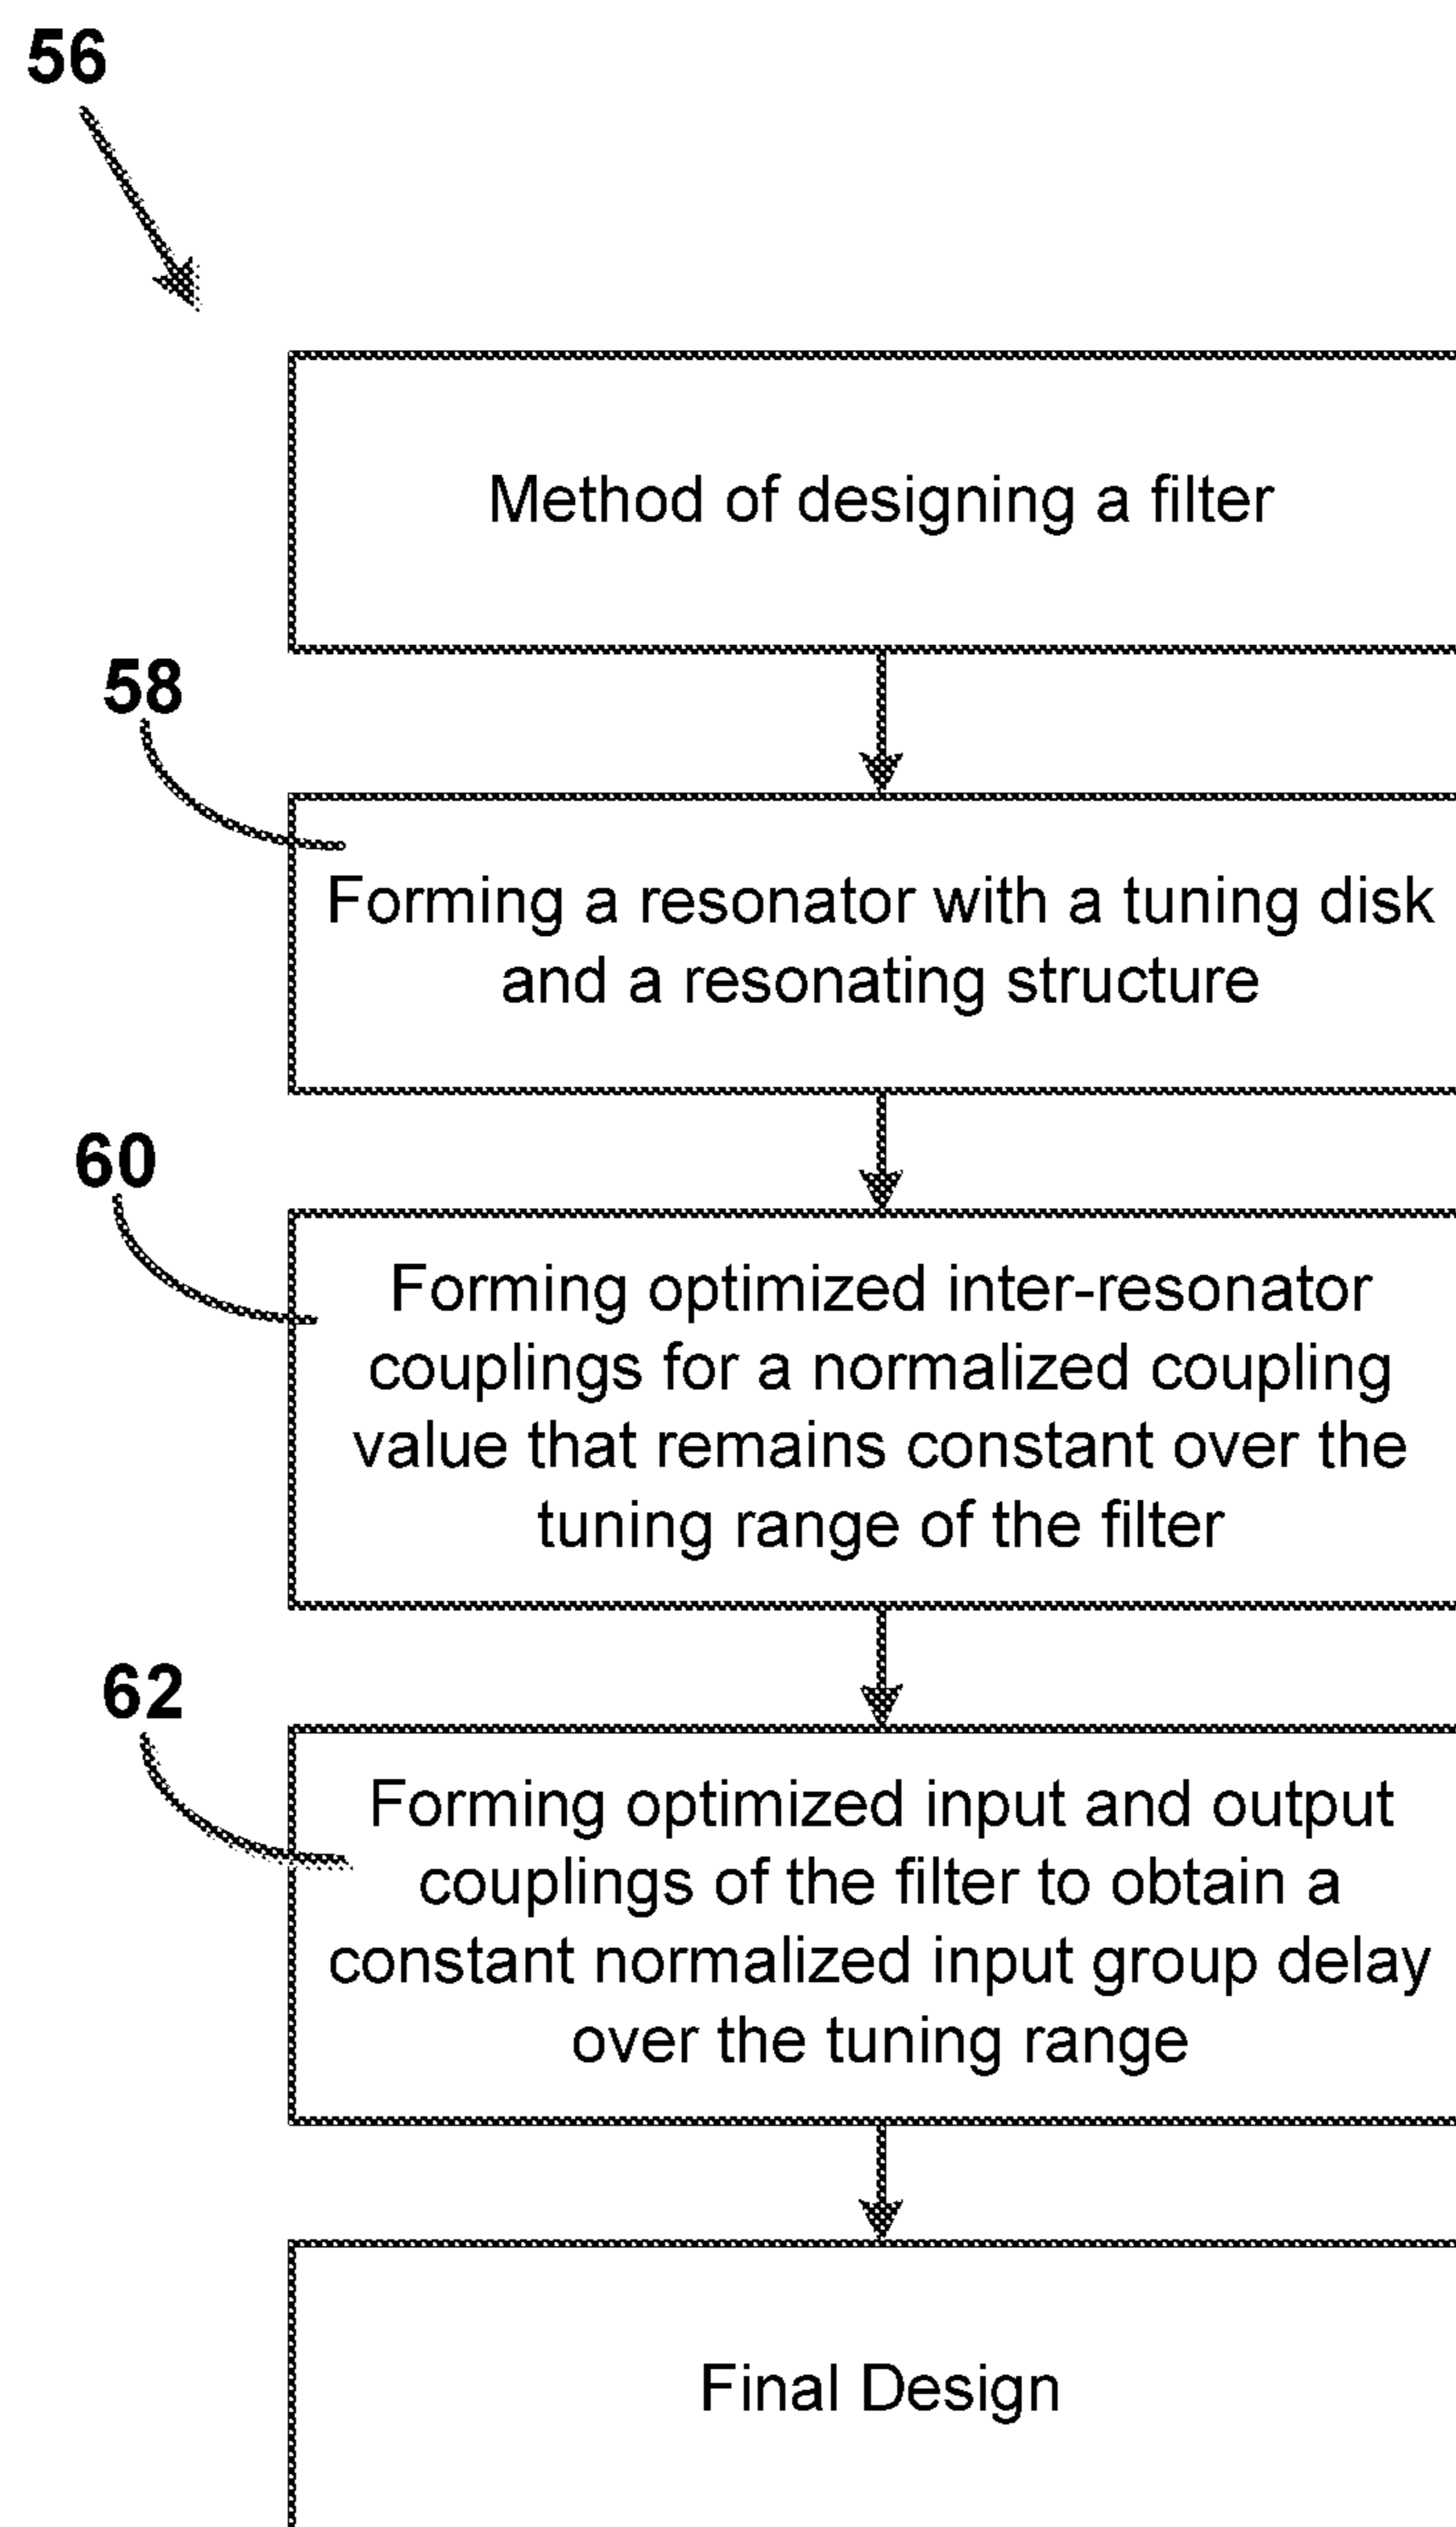 56
Method of designing a filter
58
Forming a resonator with a tuning disk
and a resonating structure
60
Forming optimized inter-resonator
couplings for a normalized coupling
value that remains constant over the
tuning range of the filter
62
Forming optimized input and output
couplings of the filter to obtain a
constant normalized input group delay
over the tuning range
Final Design